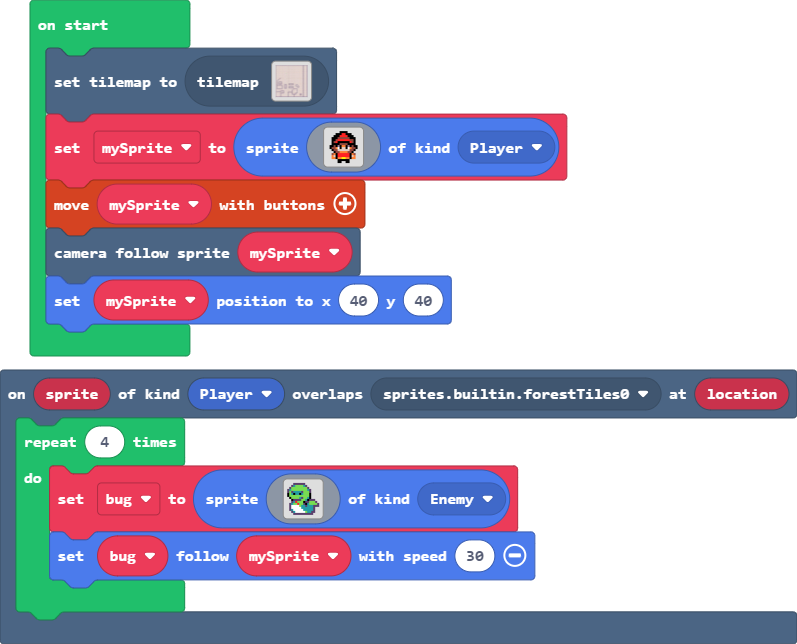 on start
set tilemap to tilemap
set mySprite to sprite of kind Player
move mySprite with buttons
camera follow sprite mySprite
set mySprite position to x 40 y 40
on sprite of kind Player overlaps sprites.builtin.forestTiles0 at location
repeat 4 times
do
set bug to sprite of kind Enemy
set bug follow mySprite with speed 30